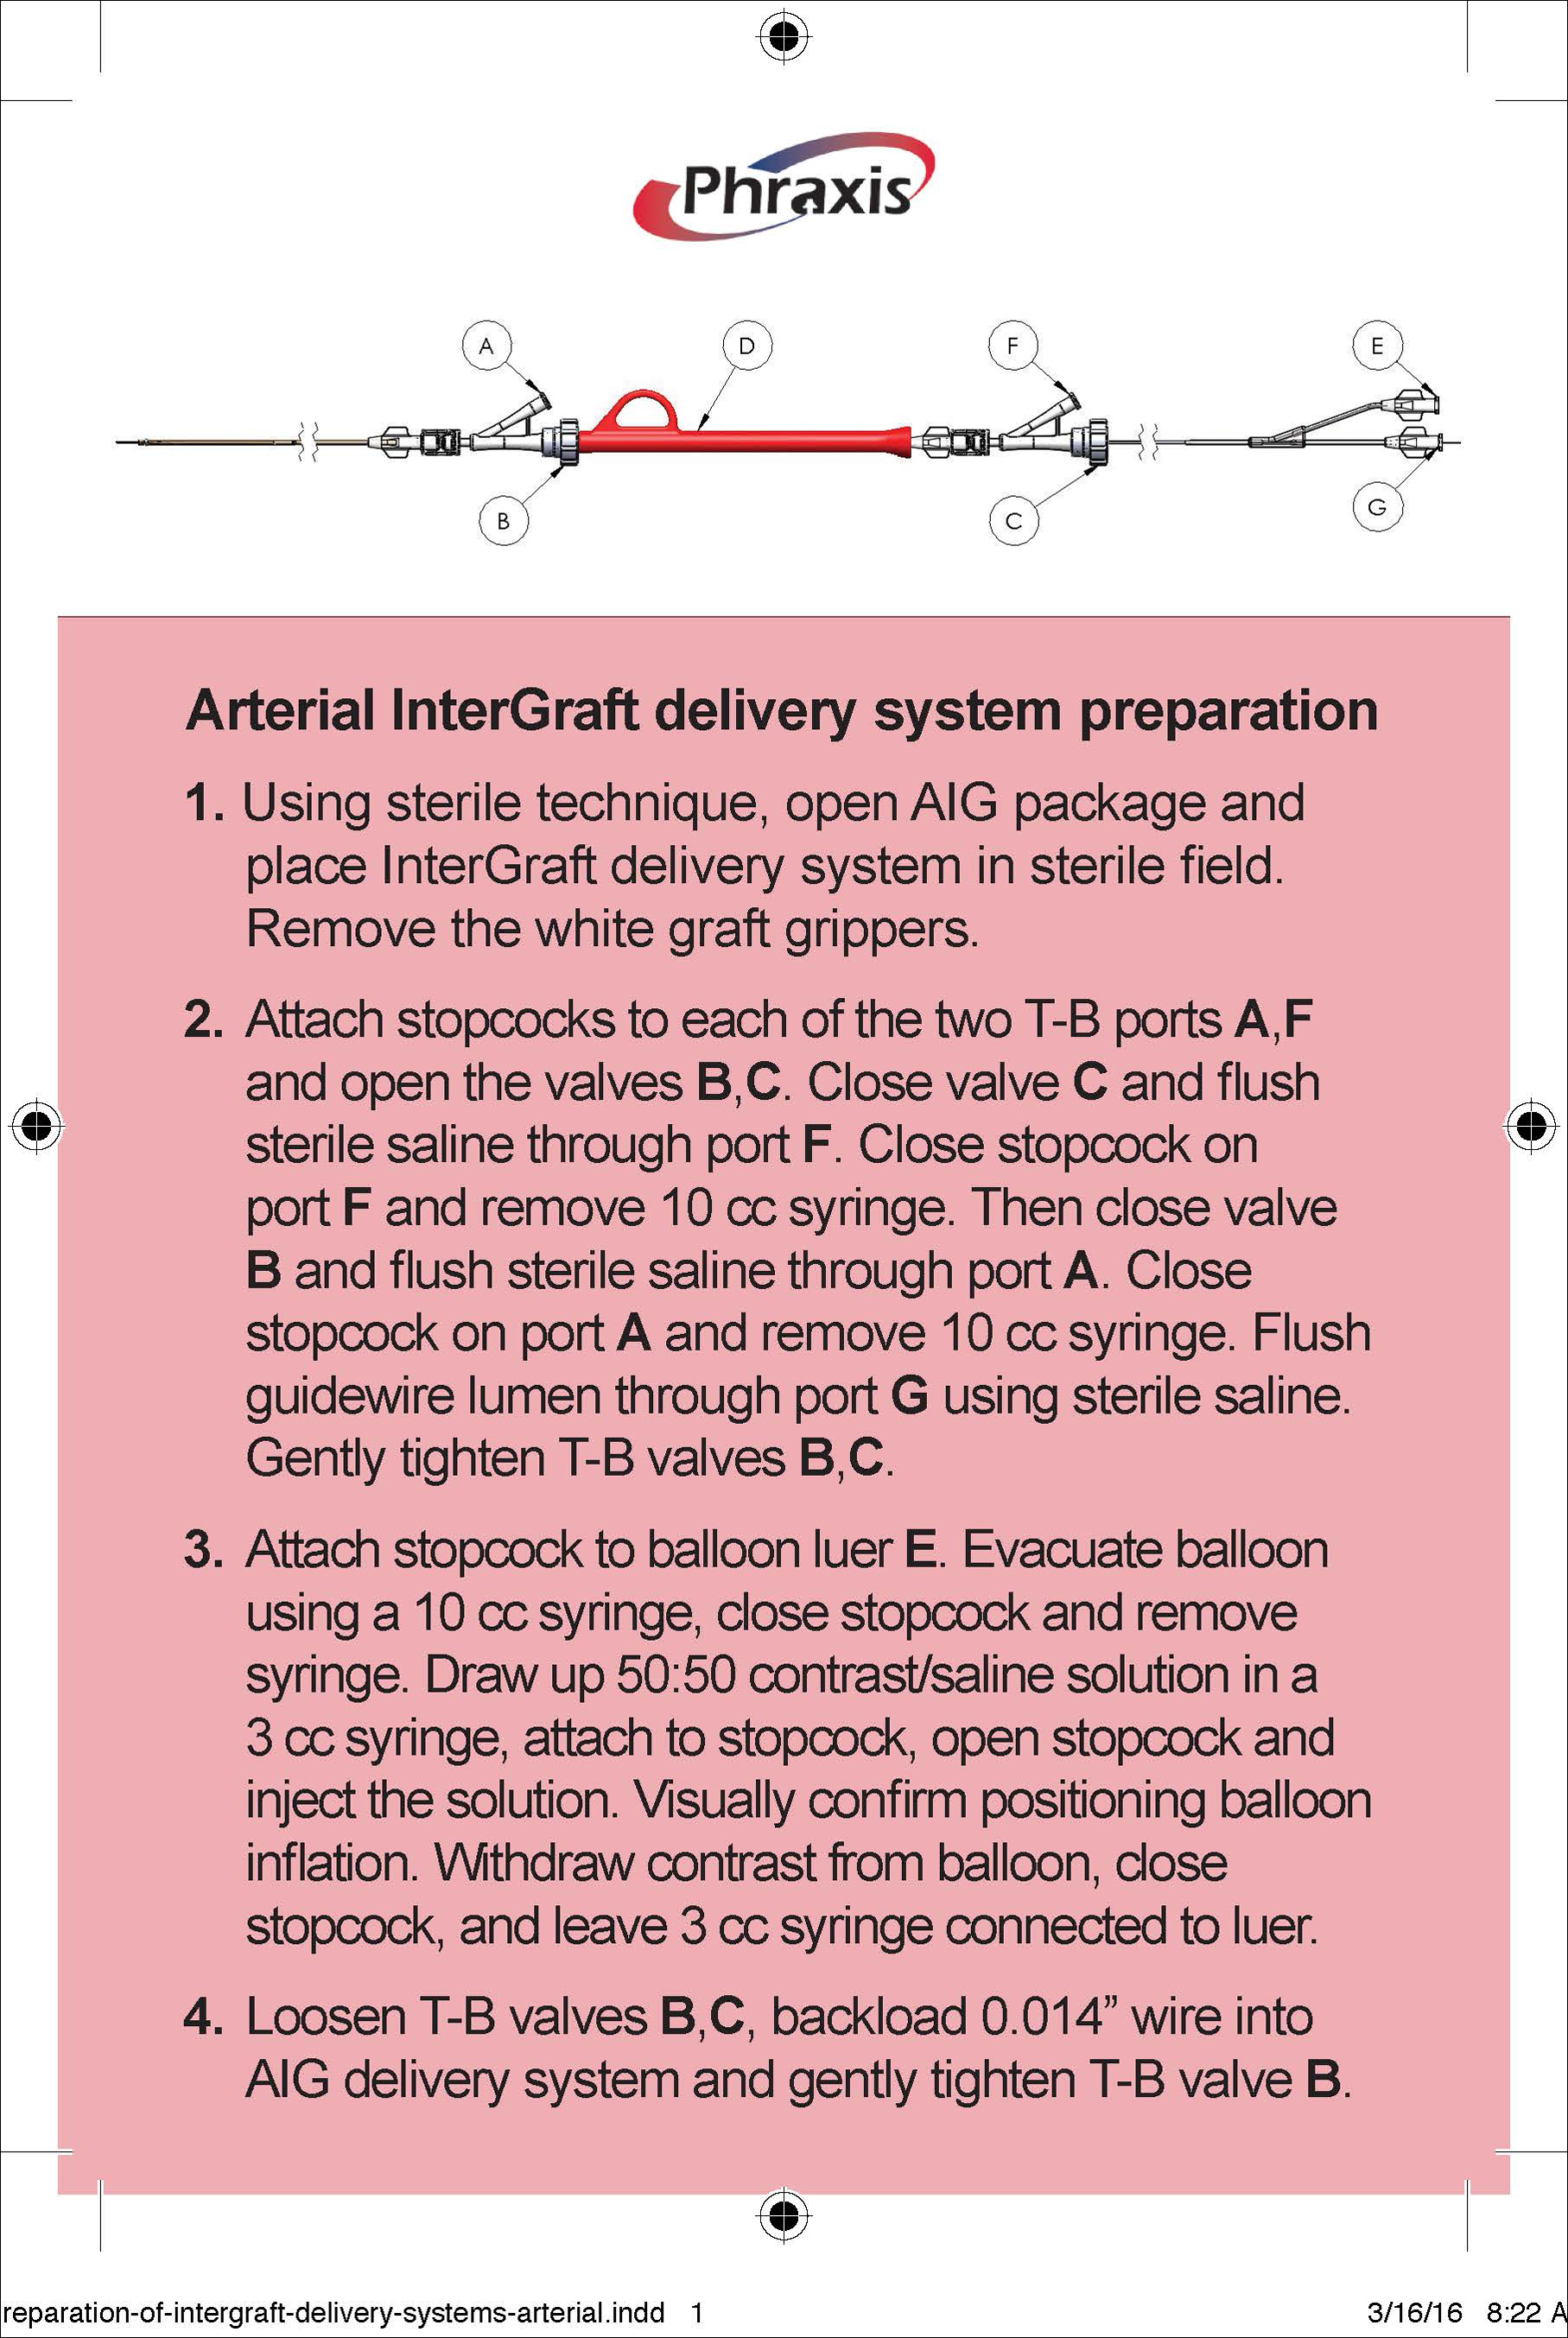 Phraxis
A
D
F
E
B
C
G
Arterial InterGraft delivery system preparation
1. Using sterile technique, open AIG package and
place InterGraft delivery system in sterile field.
Remove the white graft grippers.
2. Attach stopcocks to each of the two T-B ports A,F
and open the valves B,C. Close valve C and flush
sterile saline through port F. Close stopcock on
port F and remove 10 cc syringe. Then close valve
B and flush sterile saline through port A. Close
stopcock on port A and remove 10 cc syringe. Flush
guidewire lumen through port G using sterile saline.
Gently tighten T-B valves B,C.
3. Attach stopcock to balloon luer E. Evacuate balloon
using a 10 cc syringe, close stopcock and remove
syringe. Draw up 50:50 contrast/saline solution in a
3 cc syringe, attach to stopcock, open stopcock and
inject the solution. Visually confirm positioning balloon
inflation. Withdraw contrast from balloon, close
stopcock, and leave 3 cc syringe connected to luer.
4. Loosen T-B valves B,C, backload 0.014” wire into
AIG delivery system and gently tighten T-B valve B.
reparation-of-intergraft-delivery-systems-arterial.indd 1
3/16/16 8:22 A